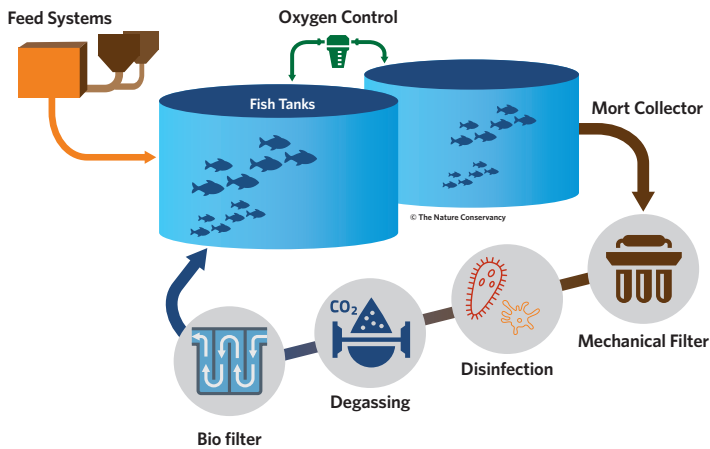 Feed Systems
Oxygen Control
Fish Tanks
Mort Collector
© The Nature Conservancy
Mechanical Filter
Disinfection
CO₂
Degassing
Bio filter